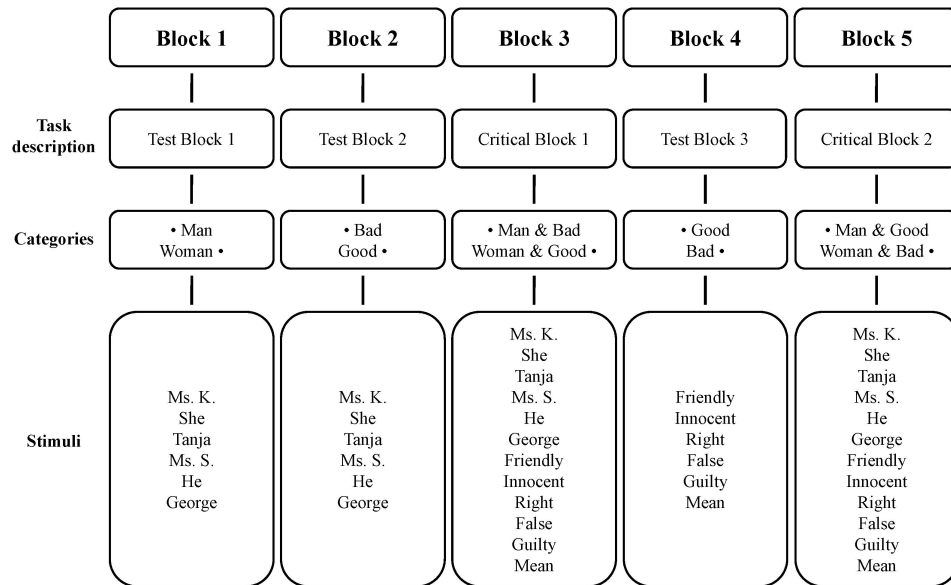 Block 1
Block 2
Block 3
Block 4
Block 5
Task
description
Test Block 1
Test Block 2
Critical Block 1
Test Block 3
Critical Block 2
Categories
• Man
Woman •
• Bad
Good •
• Man & Bad
Woman & Good •
• Good
Bad •
• Man & Good
Woman & Bad •
Stimuli
Ms. K.
She
Tanja
Ms. S.
He
George
Ms. K.
She
Tanja
Ms. S.
He
George
Ms. K.
She
Tanja
Ms. S.
He
George
Friendly
Innocent
Right
False
Guilty
Mean
Friendly
Innocent
Right
False
Guilty
Mean
Ms. K.
She
Tanja
Ms. S.
He
George
Friendly
Innocent
Right
False
Guilty
Mean